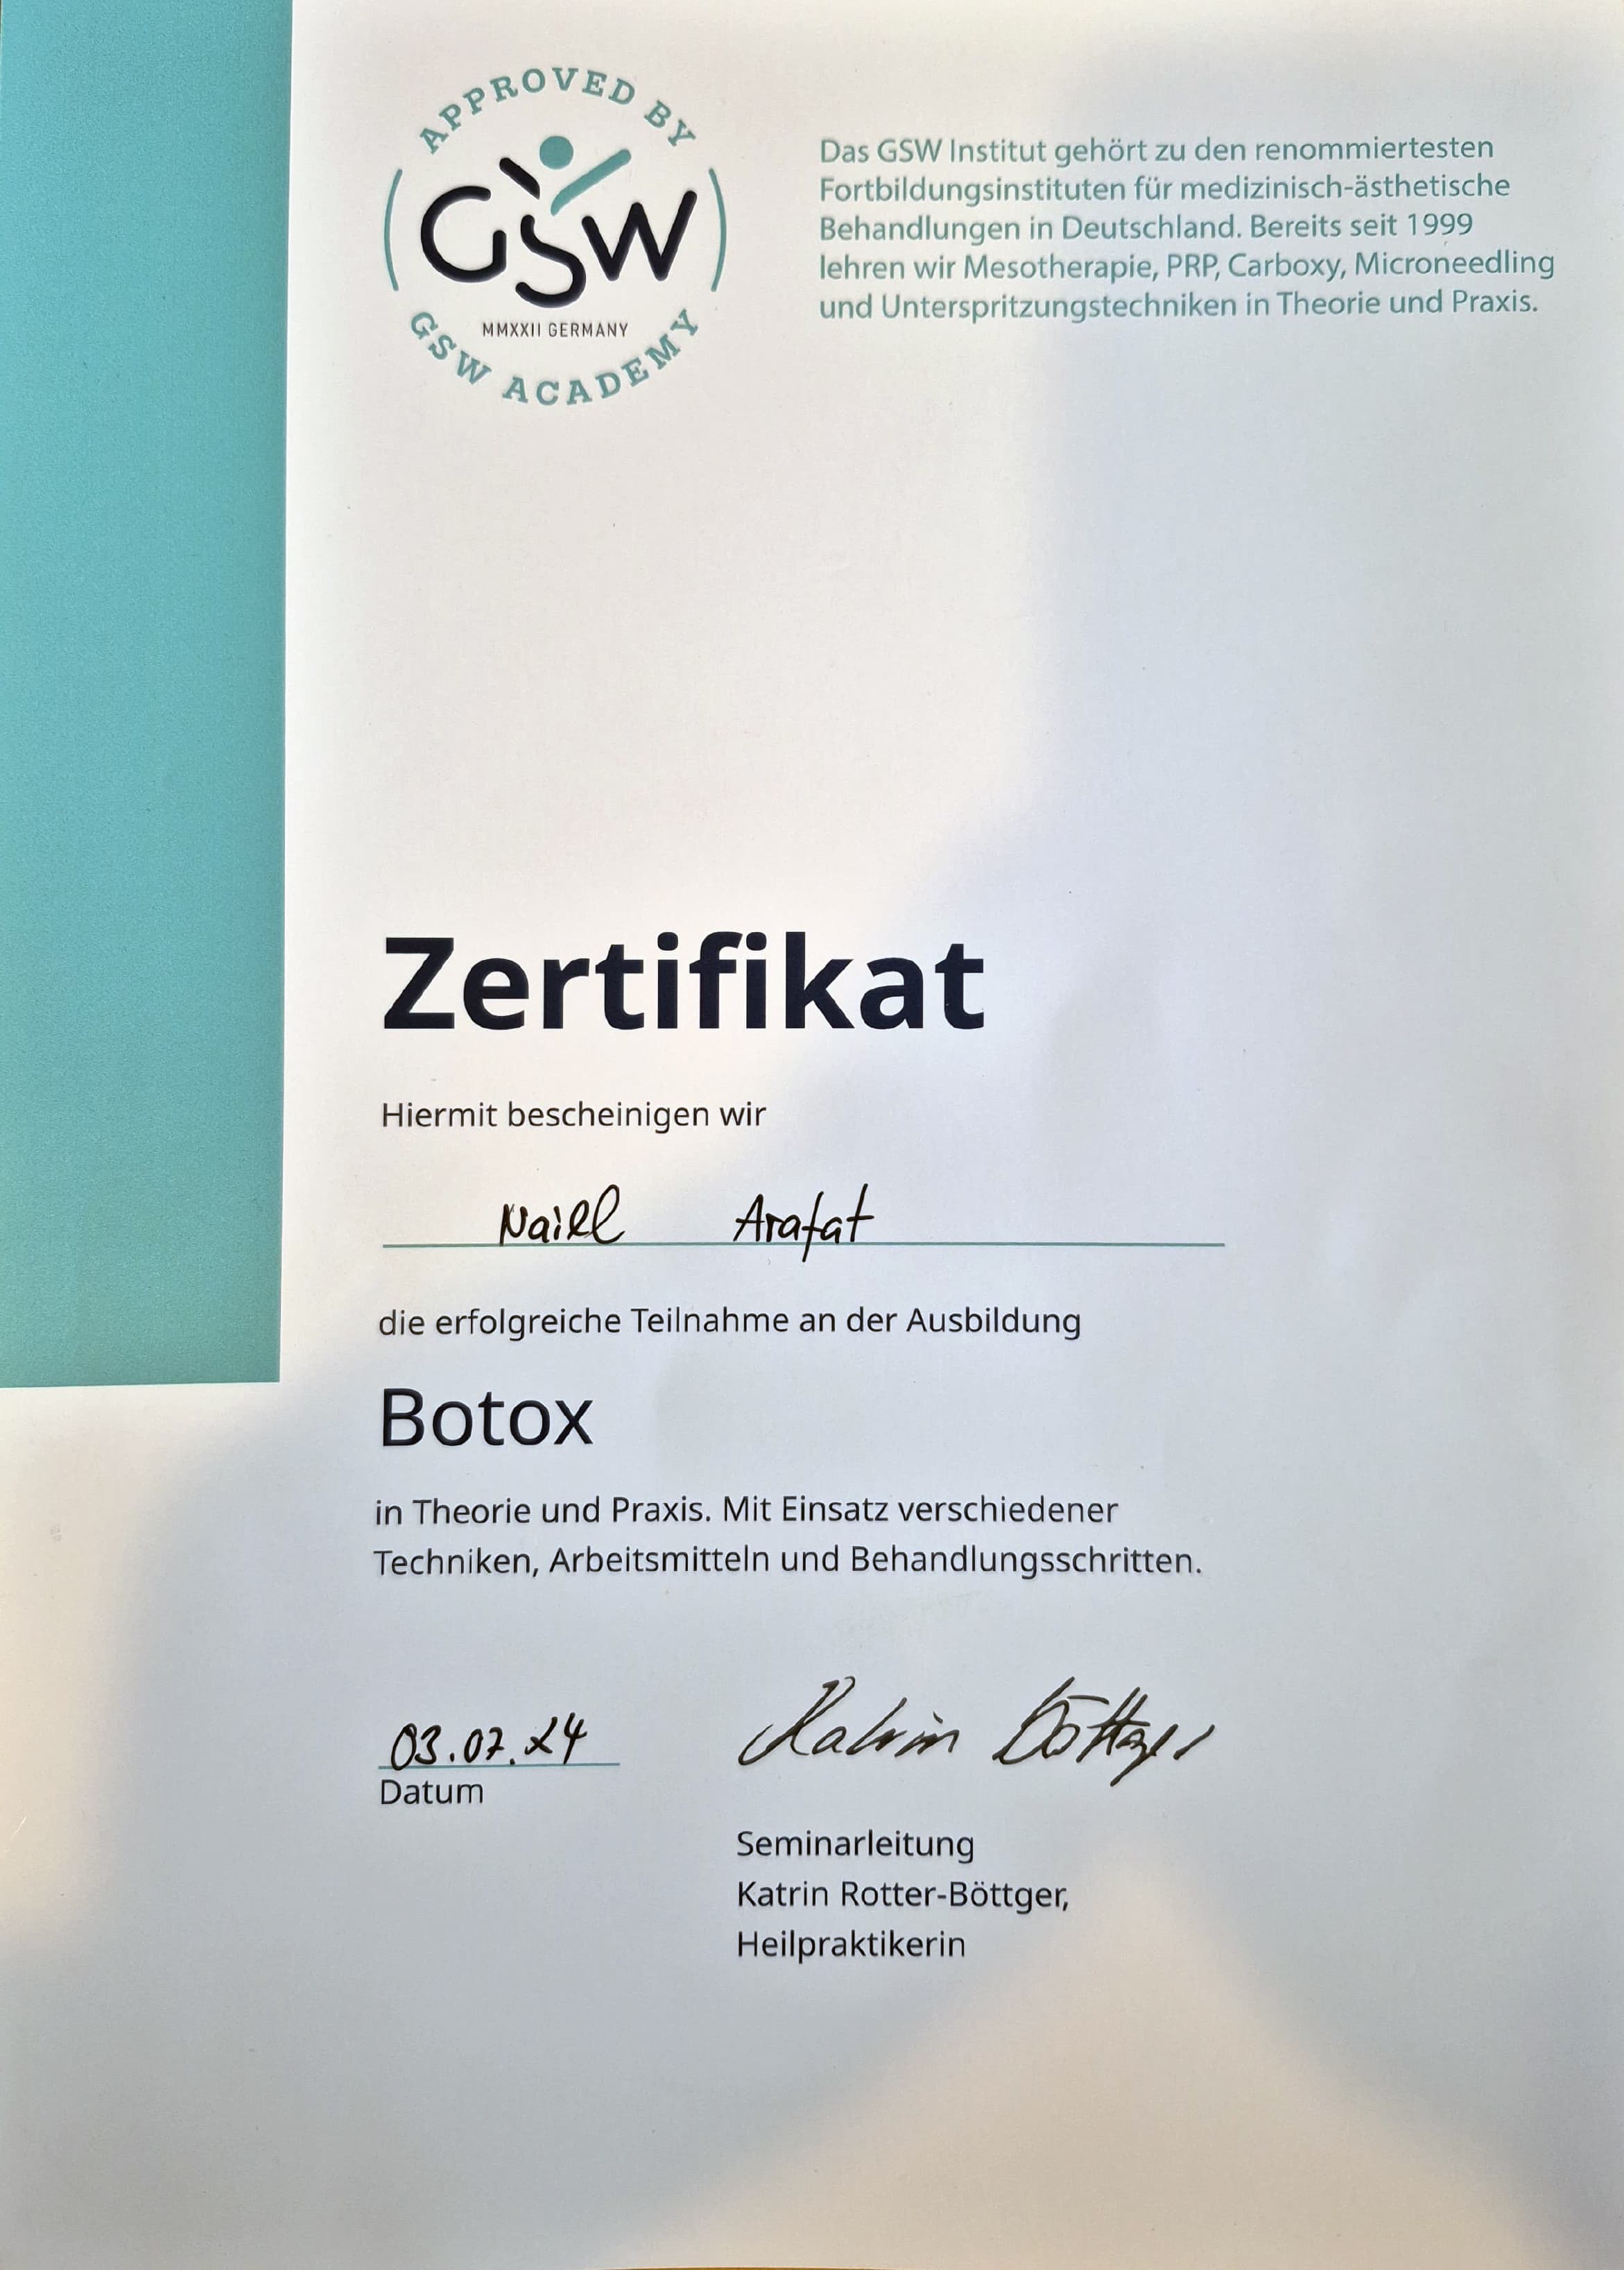 APPROVED BY
GSW
MMXXII GERMANY
GSW ACADEMY
Das GSW Institut gehört zu den renommiertesten
Fortbildungsinstituten für medizinisch-ästhetische
Behandlungen in Deutschland. Bereits seit 1999
lehren wir Mesotherapie, PRP, Carboxy, Microneedling
und Unterspritzungstechniken in Theorie und Praxis.
Zertifikat
Hiermit bescheinigen wir
Naiel Arafat
die erfolgreiche Teilnahme an der Ausbildung
Botox
in Theorie und Praxis. Mit Einsatz verschiedener
Techniken, Arbeitsmitteln und Behandlungsschritten.
03.07.24
Datum
Katrin Böttger
Seminarleitung
Katrin Rotter-Böttger,
Heilpraktikerin